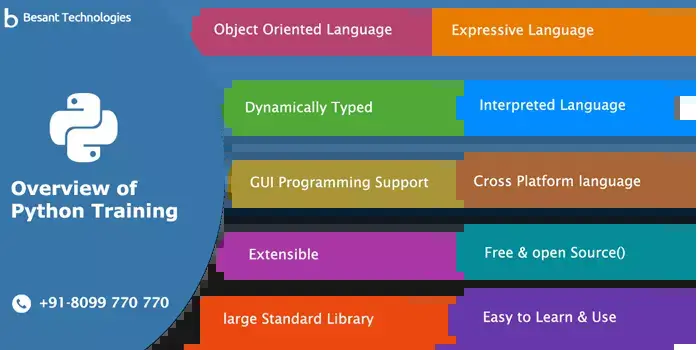 Besant Technologies
Object Oriented Language
Expressive Language
Dynamically Typed
Interpreted Language
Overview of
Python Training
GUI Programming Support
Cross Platform language
Extensible
Free & open Source()
+91-8099 770 770
large Standard Library
Easy to Learn & Use